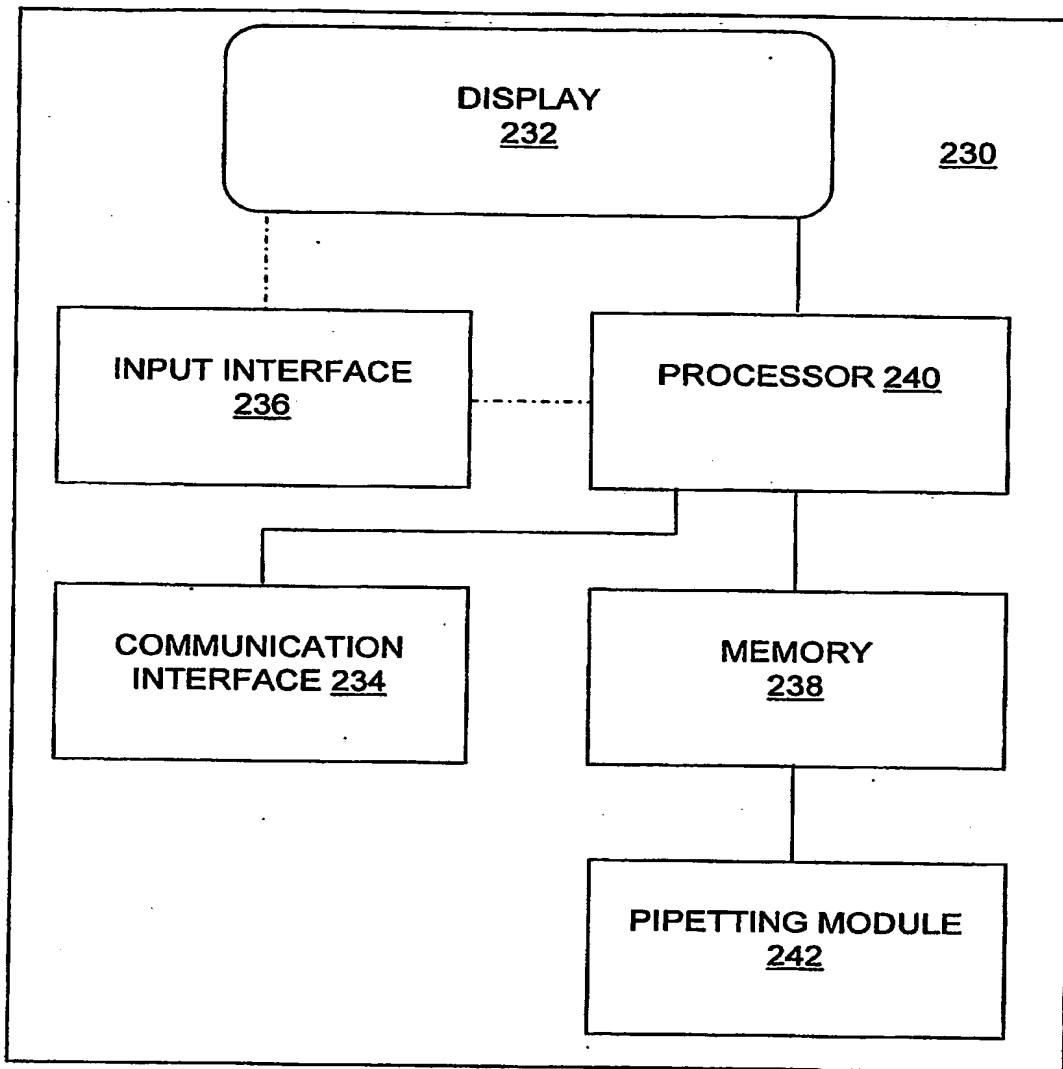 DISPLAY
232
230
INPUT INTERFACE
236
PROCESSOR 240
COMMUNICATION
INTERFACE 234
MEMORY
238
PIPETTING MODULE
242